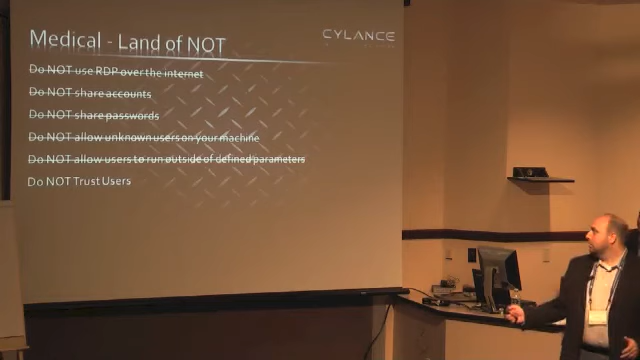 Medical - Land of NOT
CYLANCE
Do NOT use RDP over the internet
Do NOT share accounts
Do NOT share passwords
Do NOT allow unknown users on your machine
Do NOT allow users to run outside of defined parameters
Do NOT Trust Users